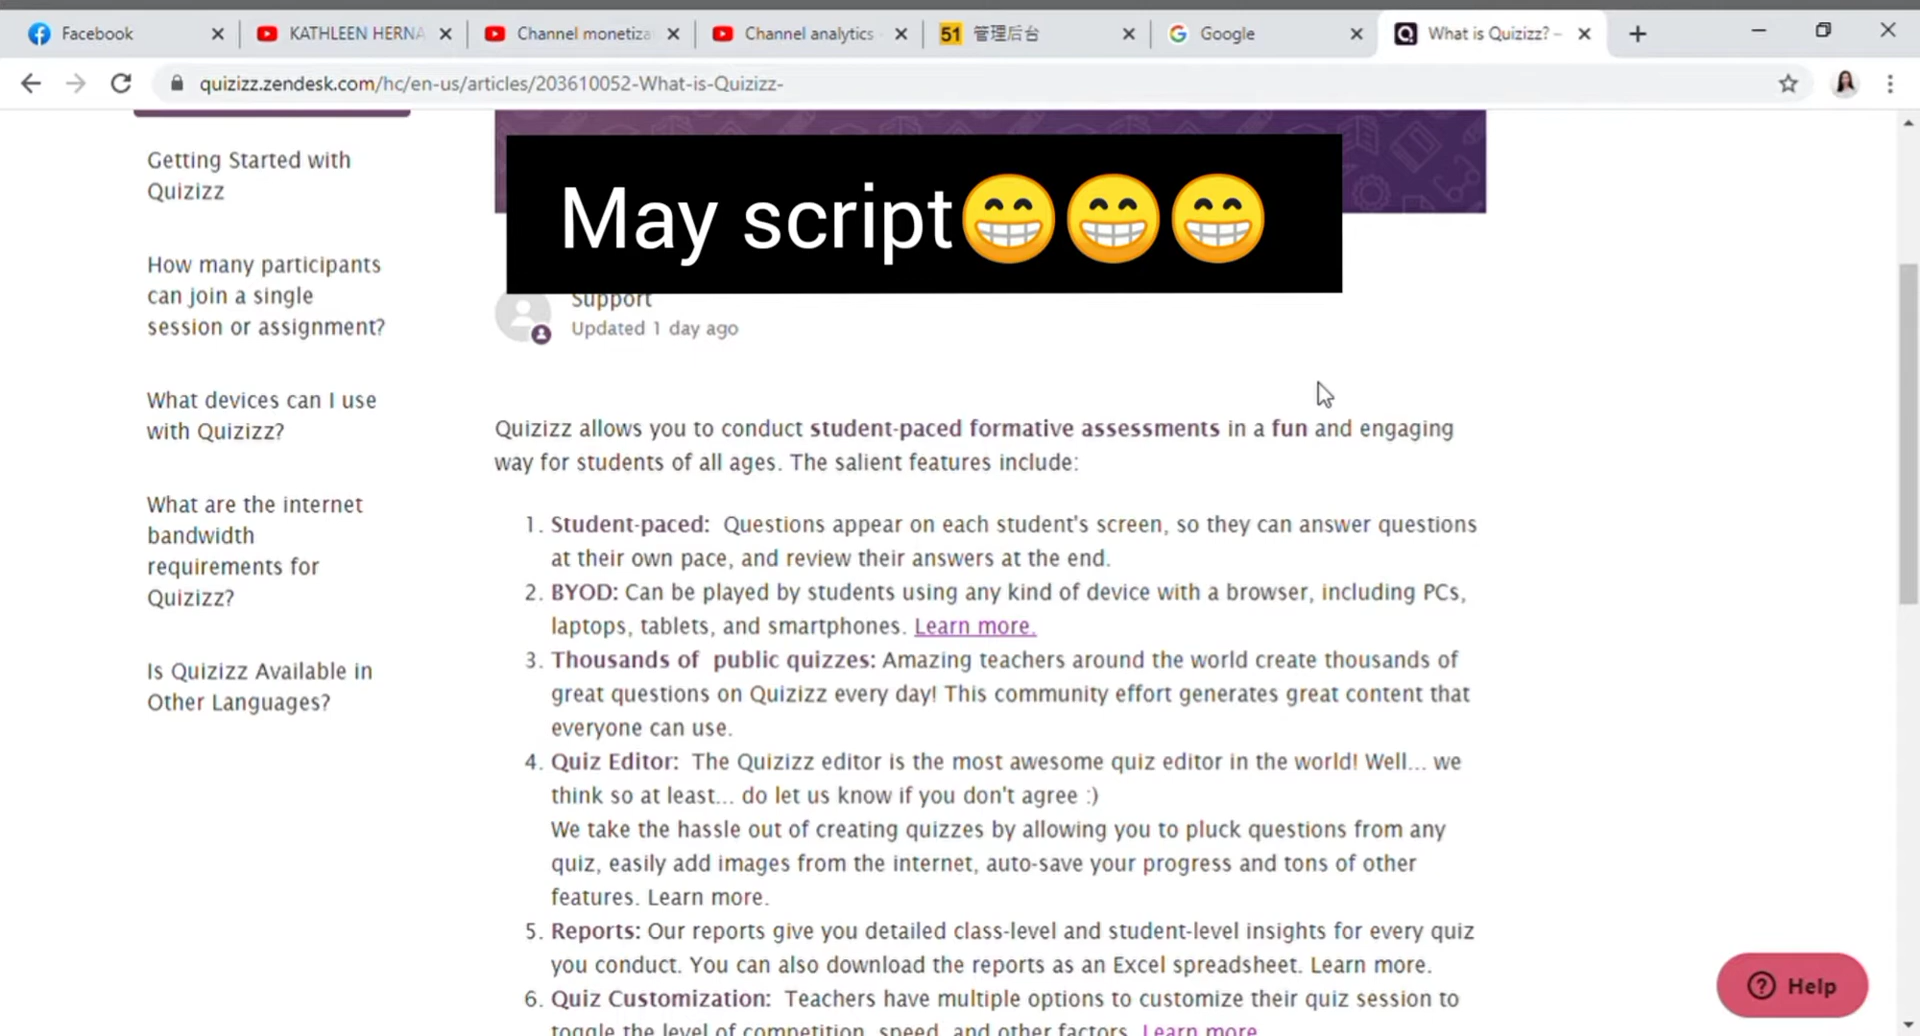 Facebook
KATHLEEN HERNA
Channel monetiza
Channel analytics
51 管理后台
Google
What is Quizizz? –
quizizz.zendesk.com/hc/en-us/articles/203610052-What-is-Quizizz-
Getting Started with
Quizizz
How many participants
can join a single
session or assignment?
What devices can I use
with Quizizz?
What are the internet
bandwidth
requirements for
Quizizz?
Is Quizizz Available in
Other Languages?
May script😁😁😁
Support
Updated 1 day ago
Quizizz allows you to conduct student-paced formative assessments in a fun and engaging
way for students of all ages. The salient features include:
1. Student-paced: Questions appear on each student's screen, so they can answer questions
at their own pace, and review their answers at the end.
2. BYOD: Can be played by students using any kind of device with a browser, including PCs,
laptops, tablets, and smartphones. Learn more.
3. Thousands of public quizzes: Amazing teachers around the world create thousands of
great questions on Quizizz every day! This community effort generates great content that
everyone can use.
4. Quiz Editor: The Quizizz editor is the most awesome quiz editor in the world! Well... we
think so at least... do let us know if you don't agree :)
We take the hassle out of creating quizzes by allowing you to pluck questions from any
quiz, easily add images from the internet, auto-save your progress and tons of other
features. Learn more.
5. Reports: Our reports give you detailed class-level and student-level insights for every quiz
you conduct. You can also download the reports as an Excel spreadsheet. Learn more.
6. Quiz Customization: Teachers have multiple options to customize their quiz session to
toggle the level of competition, speed, and other factors. Learn more
Help